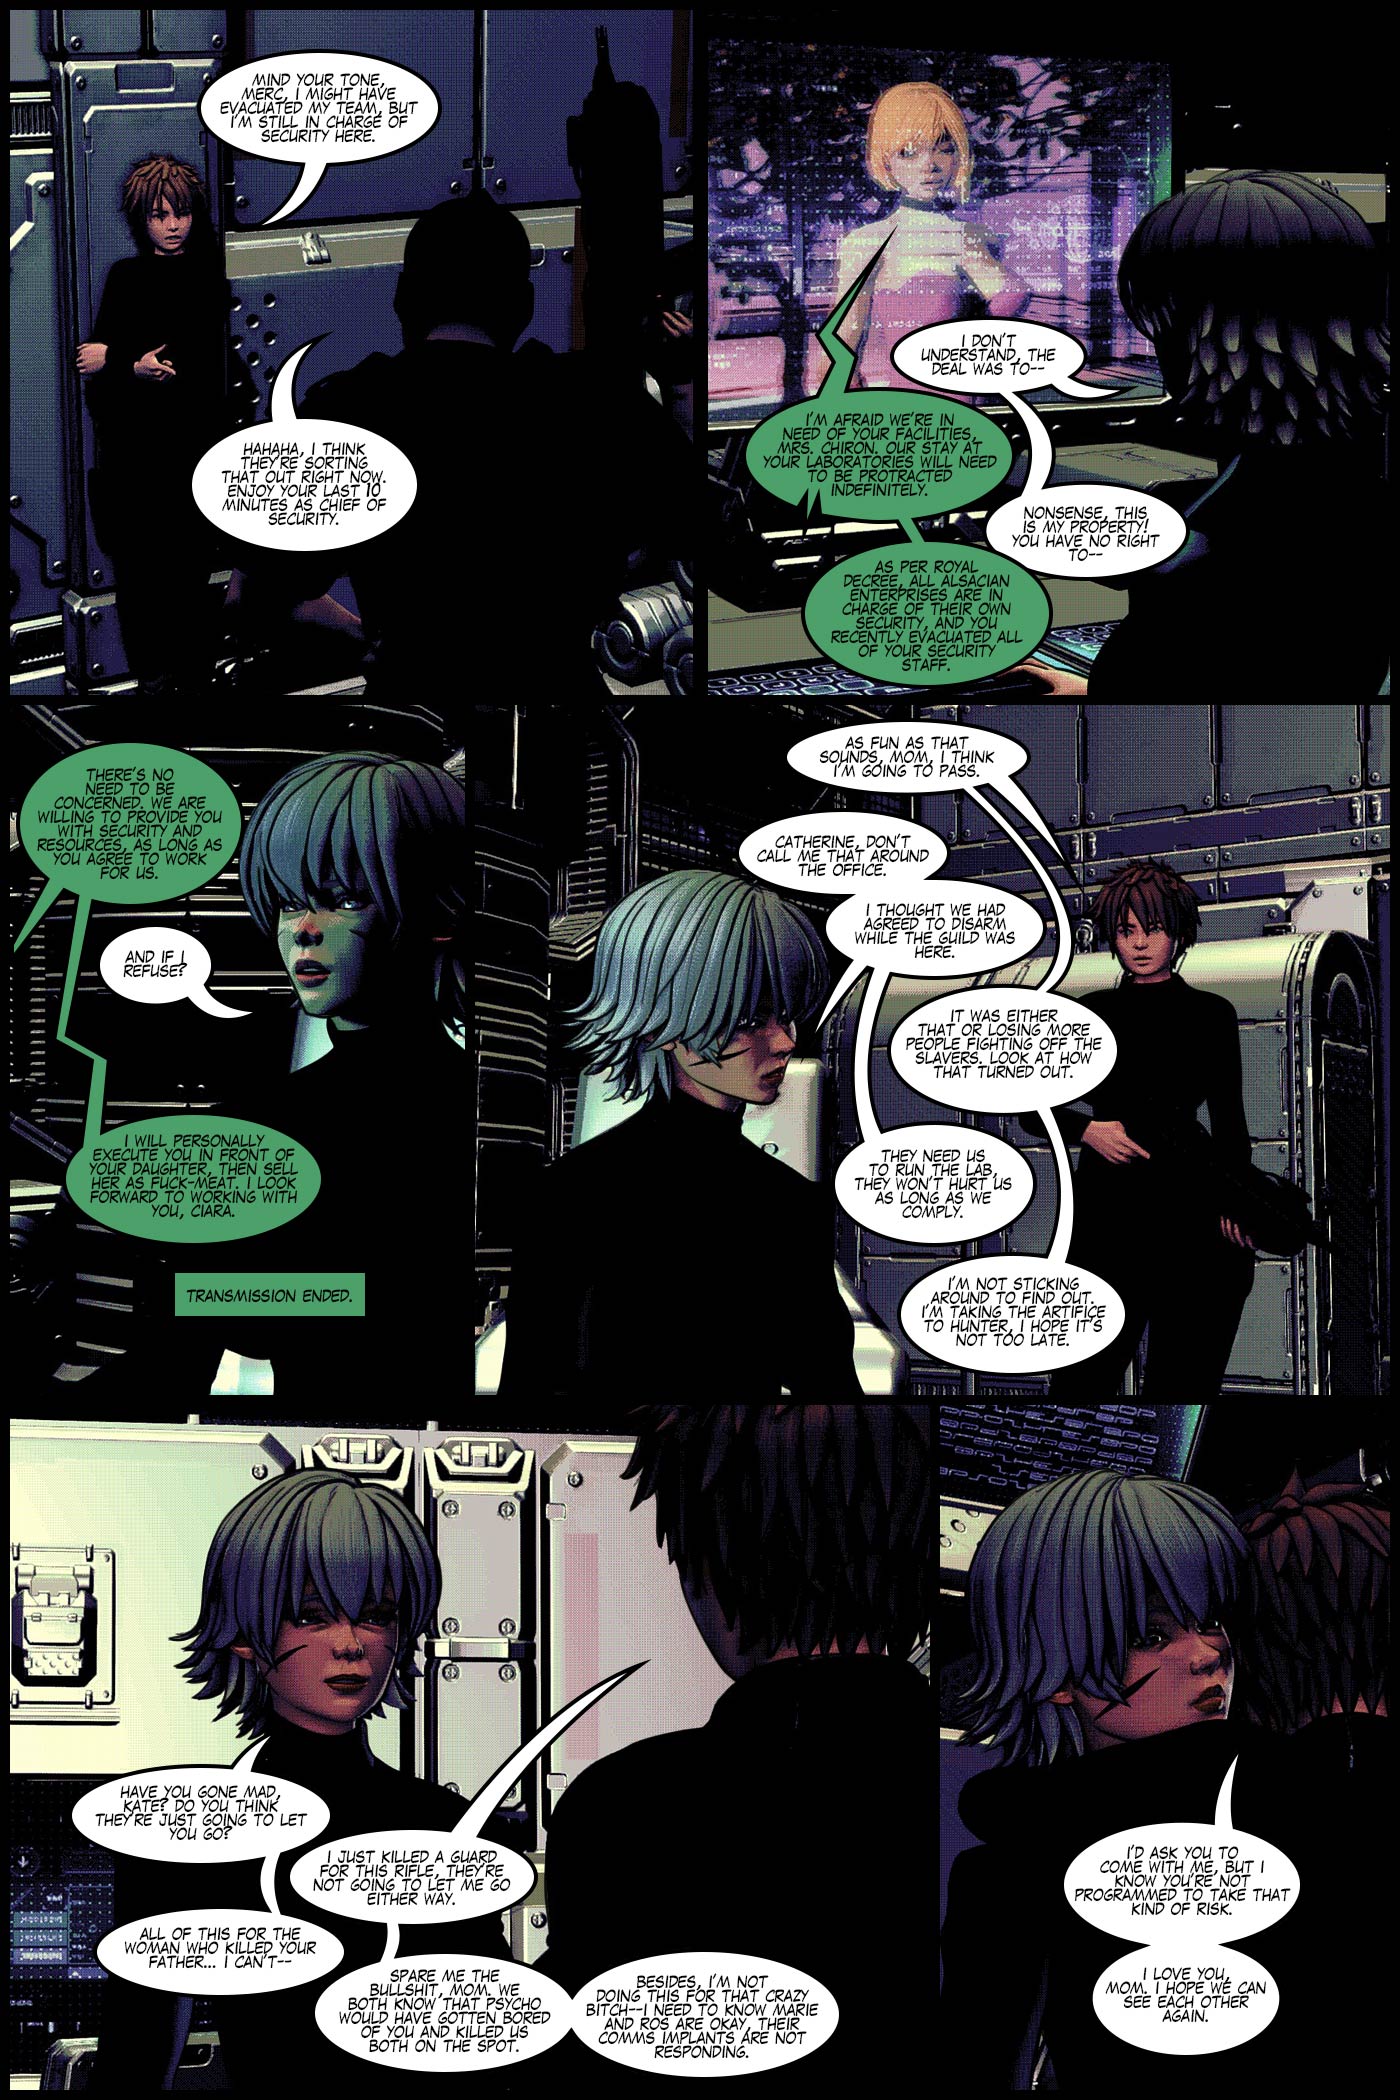 MIND YOUR TONE,
MERC, I MIGHT HAVE
EVACUATED MY TEAM, BUT
I'M STILL IN CHARGE OF
SECURITY HERE.
HAHAHA, I THINK
THEY'RE SORTING
THAT OUT RIGHT NOW.
ENJOY YOUR LAST 10
MINUTES AS CHIEF OF
SECURITY.
I DON'T
UNDERSTAND, THE
DEAL WAS TO--
I'M AFRAID WE'RE IN
NEED OF YOUR FACILITIES,
MRS. CHIRON. OUR STAY AT
YOUR LABORATORIES WILL NEED
TO BE PROTRACTED
INDEFINITELY.
NONSENSE, THIS
IS MY PROPERTY!
YOU HAVE NO RIGHT
TO--
AS PER ROYAL
DECREE, ALL ALSACIAN
ENTERPRISES ARE IN
CHARGE OF THEIR OWN
SECURITY, AND YOU
RECENTLY EVACUATED ALL
OF YOUR SECURITY
STAFF.
THERE'S NO
NEED TO BE
CONCERNED. WE ARE
WILLING TO PROVIDE YOU
WITH SECURITY AND
RESOURCES, AS LONG AS
YOU AGREE TO WORK
FOR US.
AND IF I
REFUSE?
I WILL PERSONALLY
EXECUTE YOU IN FRONT OF
YOUR DAUGHTER, THEN SELL
HER AS FUCK-MEAT. I LOOK
FORWARD TO WORKING WITH
YOU, CIARA.
TRANSMISSION ENDED.
AS FUN AS THAT
SOUNDS, MOM, I THINK
I'M GOING TO PASS.
CATHERINE, DON'T
CALL ME THAT AROUND
THE OFFICE.
I THOUGHT WE HAD
AGREED TO DISARM
WHILE THE GUILD WAS
HERE.
IT WAS EITHER
THAT OR LOSING MORE
PEOPLE FIGHTING OFF THE
SLAVERS. LOOK AT HOW
THAT TURNED OUT.
THEY NEED US
TO RUN THE LAB,
THEY WON'T HURT US
AS LONG AS WE
COMPLY.
I'M NOT STICKING
AROUND TO FIND OUT.
I'M TAKING THE ARTIFICE
TO HUNTER, I HOPE IT'S
NOT TOO LATE.
HAVE YOU GONE MAD,
KATE? DO YOU THINK
THEY'RE JUST GOING TO LET
YOU GO?
I JUST KILLED A GUARD
FOR THIS RIFLE, THEY'RE
NOT GOING TO LET ME GO
EITHER WAY.
ALL OF THIS FOR THE
WOMAN WHO KILLED YOUR
FATHER... I CAN'T--
SPARE ME THE
BULLSHIT, MOM. WE
BOTH KNOW THAT PSYCHO
WOULD HAVE GOTTEN BORED
OF YOU AND KILLED US
BOTH ON THE SPOT.
BESIDES, I'M NOT
DOING THIS FOR THAT CRAZY
BITCH--I NEED TO KNOW MARIE
AND ROS ARE OKAY, THEIR
COMMS IMPLANTS ARE NOT
RESPONDING.
I'D ASK YOU TO
COME WITH ME, BUT I
KNOW YOU'RE NOT
PROGRAMMED TO TAKE THAT
KIND OF RISK.
I LOVE YOU,
MOM. I HOPE WE CAN
SEE EACH OTHER
AGAIN.